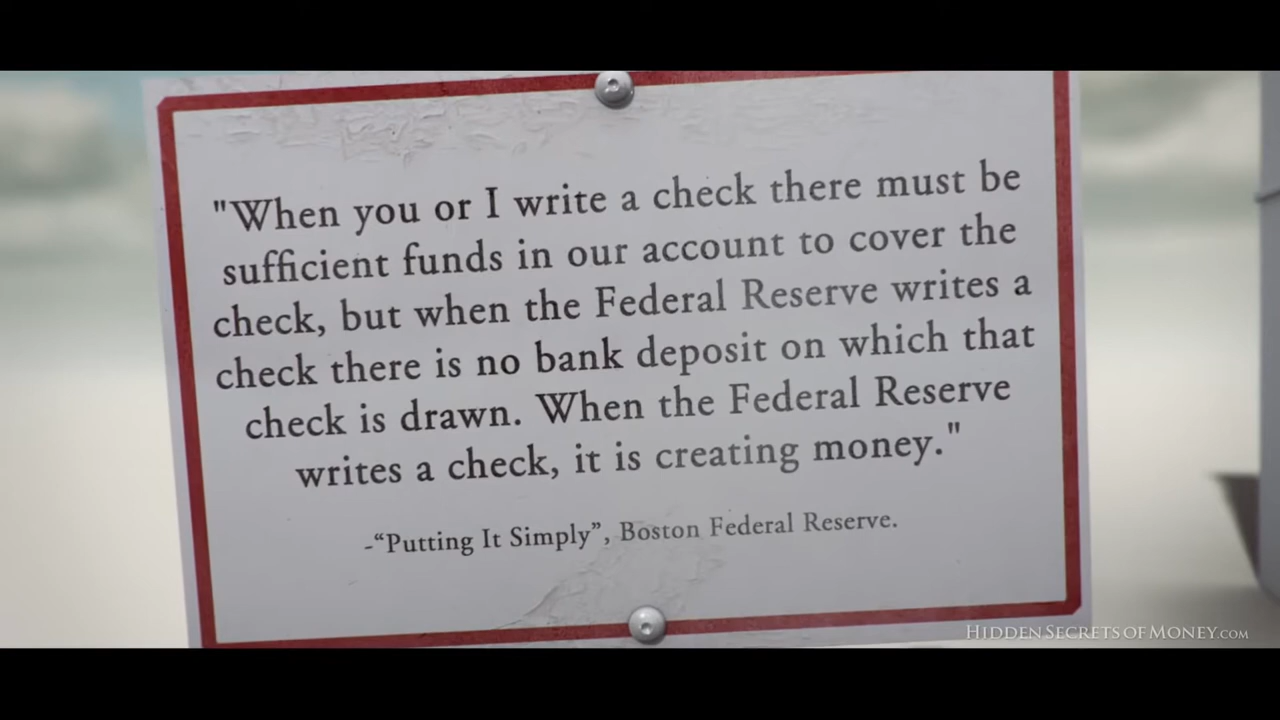 "When you or I write a check there must be
sufficient funds in our account to cover the
check, but when the Federal Reserve writes a
check there is no bank deposit on which that
check is drawn. When the Federal Reserve
writes a check, it is creating money."
-“Putting It Simply”, Boston Federal Reserve.
HIDDEN SECRETS OF MONEY.COM